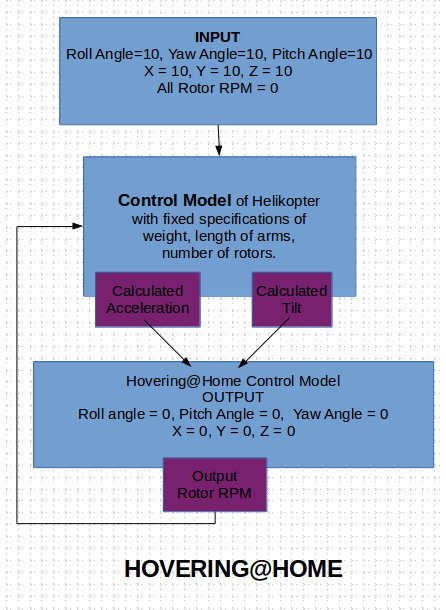 INPUT
Roll Angle=10, Yaw Angle=10, Pitch Angle=10
X = 10, Y = 10, Z = 10
All Rotor RPM = 0
Control Model of Helikopter
with fixed specifications of
weight, length of arms,
number of rotors.
Calculated
Acceleration
Calculated
Tilt
Hovering@Home Control Model
OUTPUT
Roll angle = 0, Pitch Angle = 0, Yaw Angle = 0
X = 0, Y = 0, Z = 0
Output
Rotor RPM
HOVERING@HOME